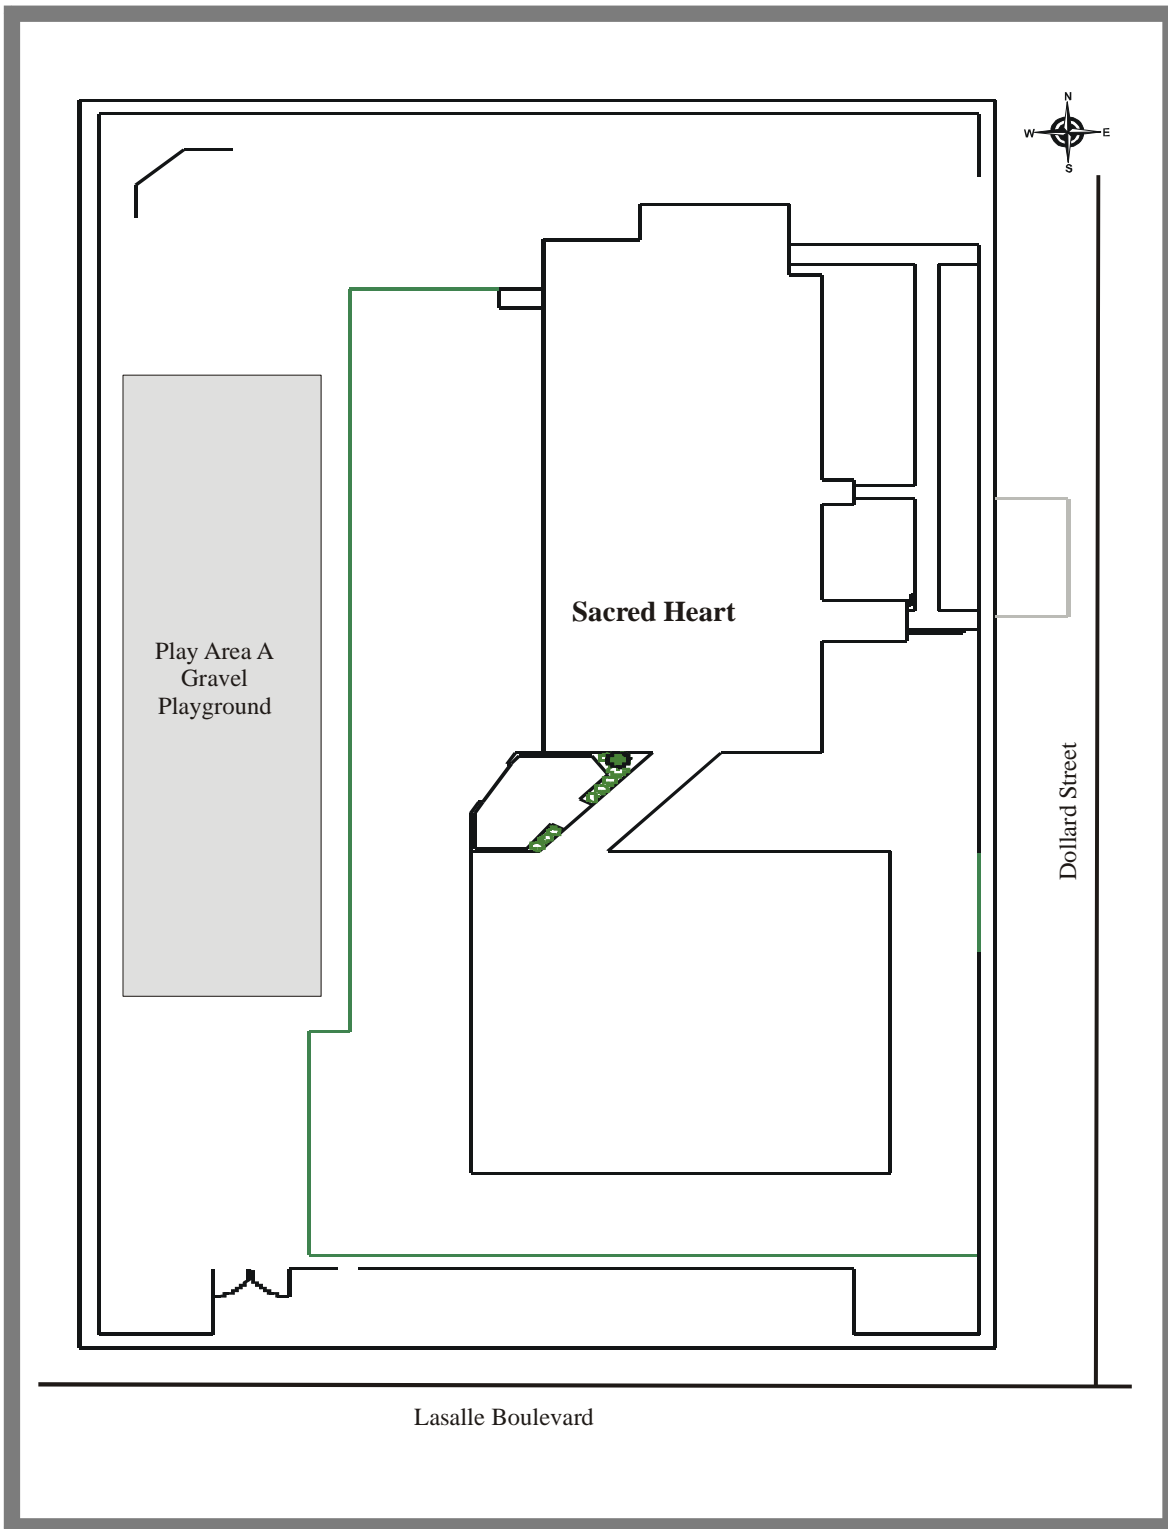 N
W E
S
Sacred Heart
Play Area A
Gravel
Playground
Dollard Street
Lasalle Boulevard